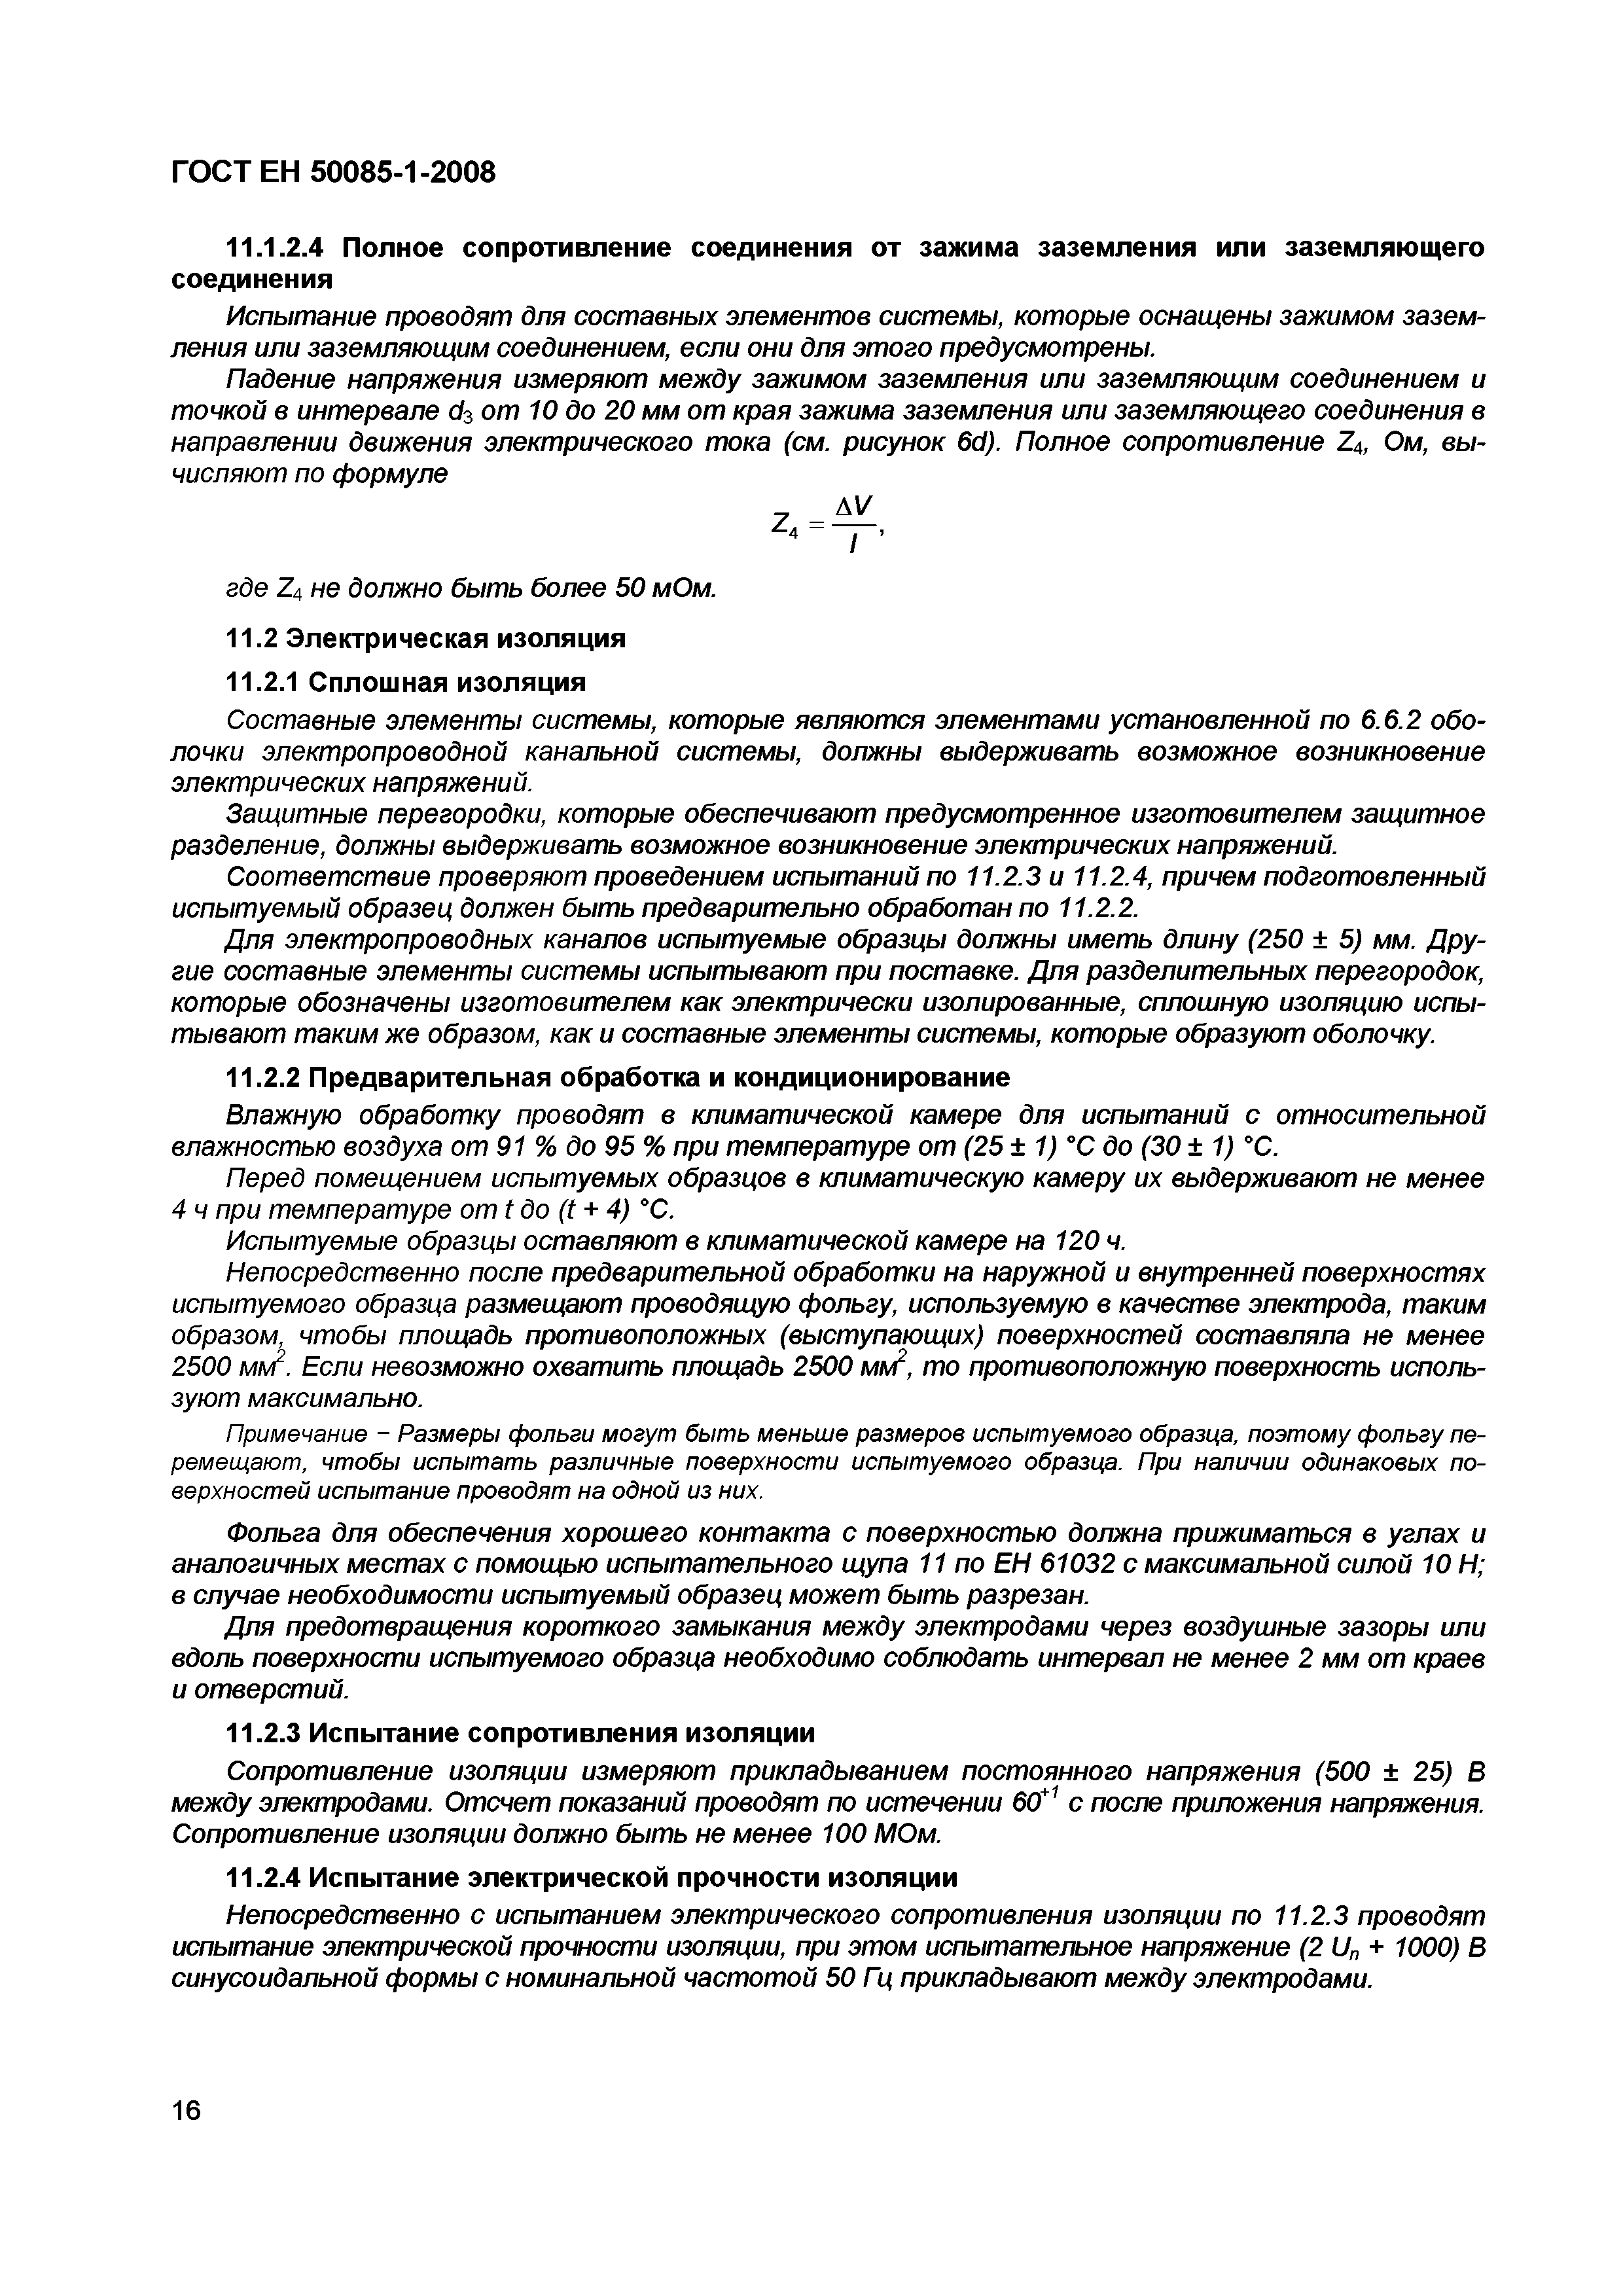 ГОСТ ЕН 50085-1-2008
11.1.2.4 Полное сопротивление соединения от зажима заземления или заземляющего
соединения
Испытание проводят для составных элементов системы, которые оснащены зажимом зазем-
ления или заземляющим соединением, если они для этого предусмотрены.
Падение напряжения измеряют между зажимом заземления или заземляющим соединением и
точкой в интервале d₃ от 10 до 20 мм от края зажима заземления или заземляющего соединения в
направлении движения электрического тока (см. рисунок 6d). Полное сопротивление Z₄, Ом, вы-
числяют по формуле
Z₄ = ΔV / I,
где Z₄ не должно быть более 50 мОм.
11.2 Электрическая изоляция
11.2.1 Сплошная изоляция
Составные элементы системы, которые являются элементами установленной по 6.6.2 обо-
лочки электропроводной канальной системы, должны выдерживать возможное возникновение
электрических напряжений.
Защитные перегородки, которые обеспечивают предусмотренное изготовителем защитное
разделение, должны выдерживать возможное возникновение электрических напряжений.
Соответствие проверяют проведением испытаний по 11.2.3 и 11.2.4, причем подготовленный
испытуемый образец должен быть предварительно обработан по 11.2.2.
Для электропроводных каналов испытуемые образцы должны иметь длину (250 ± 5) мм. Дру-
гие составные элементы системы испытывают при поставке. Для разделительных перегородок,
которые обозначены изготовителем как электрически изолированные, сплошную изоляцию испы-
тывают таким же образом, как и составные элементы системы, которые образуют оболочку.
11.2.2 Предварительная обработка и кондиционирование
Влажную обработку проводят в климатической камере для испытаний с относительной
влажностью воздуха от 91 % до 95 % при температуре от (25 ± 1) °С до (30 ± 1) °С.
Перед помещением испытуемых образцов в климатическую камеру их выдерживают не менее
4 ч при температуре от t до (t + 4) °С.
Испытуемые образцы оставляют в климатической камере на 120 ч.
Непосредственно после предварительной обработки на наружной и внутренней поверхностях
испытуемого образца размещают проводящую фольгу, используемую в качестве электрода, таким
образом, чтобы площадь противоположных (выступающих) поверхностей составляла не менее
2500 мм². Если невозможно охватить площадь 2500 мм², то противоположную поверхность исполь-
зуют максимально.
Примечание – Размеры фольги могут быть меньше размеров испытуемого образца, поэтому фольгу пе-
ремещают, чтобы испытать различные поверхности испытуемого образца. При наличии одинаковых по-
верхностей испытание проводят на одной из них.
Фольга для обеспечения хорошего контакта с поверхностью должна прижиматься в углах и
аналогичных местах с помощью испытательного щупа 11 по ЕН 61032 с максимальной силой 10 Н;
в случае необходимости испытуемый образец может быть разрезан.
Для предотвращения короткого замыкания между электродами через воздушные зазоры или
вдоль поверхности испытуемого образца необходимо соблюдать интервал не менее 2 мм от краев
и отверстий.
11.2.3 Испытание сопротивления изоляции
Сопротивление изоляции измеряют прикладыванием постоянного напряжения (500 ± 25) В
между электродами. Отсчет показаний проводят по истечении 60⁺¹ с после приложения напряжения.
Сопротивление изоляции должно быть не менее 100 МОм.
11.2.4 Испытание электрической прочности изоляции
Непосредственно с испытанием электрического сопротивления изоляции по 11.2.3 проводят
испытание электрической прочности изоляции, при этом испытательное напряжение (2 Uₙ + 1000) В
синусоидальной формы с номинальной частотой 50 Гц прикладывают между электродами.
16